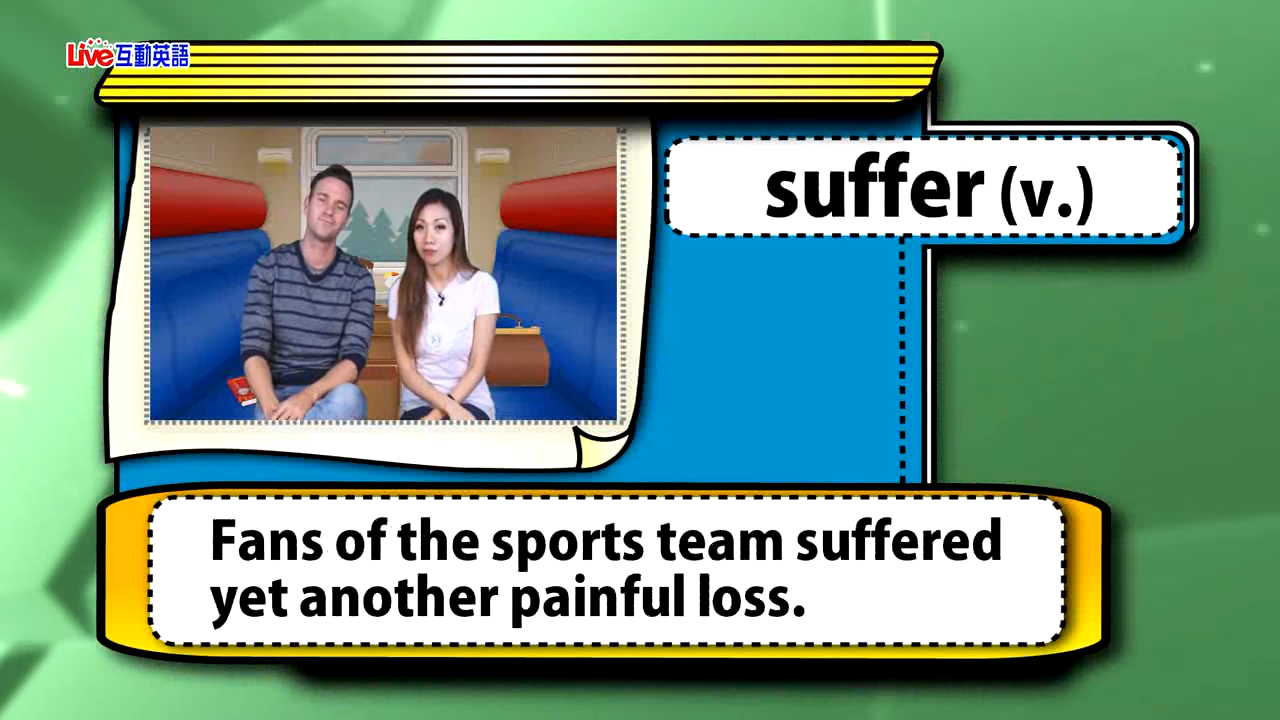 Live互動英語
suffer (v.)
Fans of the sports team suffered
yet another painful loss.